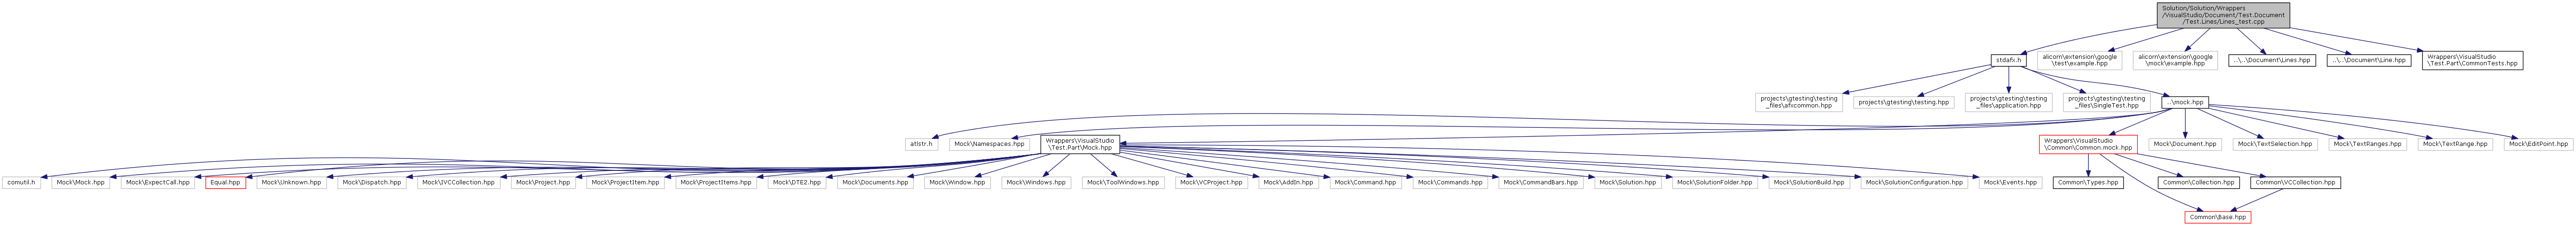 Solution/Solution/Wrappers
/VisualStudio/Document/Test.Document
/Test.Lines/Lines_test.cpp
stdafx.h
alicorn\extension\google
\test\example.hpp
alicorn\extension\google
\mock\example.hpp
..\..\Document\Lines.hpp
..\..\Document\Line.hpp
Wrappers\VisualStudio
\Test.Part\CommonTests.hpp
projects\gtesting\testing
_files\afxcommon.hpp
projects\gtesting\testing.hpp
projects\gtesting\testing
_files\application.hpp
projects\gtesting\testing
_files\SingleTest.hpp
..\mock.hpp
atlstr.h
Mock\Namespaces.hpp
Wrappers\VisualStudio
\Test.Part\Mock.hpp
Wrappers\VisualStudio
\Common\Common.mock.hpp
Mock\Document.hpp
Mock\TextSelection.hpp
Mock\TextRanges.hpp
Mock\TextRange.hpp
Mock\EditPoint.hpp
comutil.h
Mock\Mock.hpp
Mock\ExpectCall.hpp
Equal.hpp
Mock\Unknown.hpp
Mock\Dispatch.hpp
Mock\IVCCollection.hpp
Mock\Project.hpp
Mock\ProjectItem.hpp
Mock\ProjectItems.hpp
Mock\DTE2.hpp
Mock\Documents.hpp
Mock\Window.hpp
Mock\Windows.hpp
Mock\ToolWindows.hpp
Mock\VCProject.hpp
Mock\AddIn.hpp
Mock\Command.hpp
Mock\Commands.hpp
Mock\CommandBars.hpp
Mock\Solution.hpp
Mock\SolutionFolder.hpp
Mock\SolutionBuild.hpp
Mock\SolutionConfiguration.hpp
Mock\Events.hpp
Common\Types.hpp
Common\Collection.hpp
Common\VCCollection.hpp
Common\Base.hpp